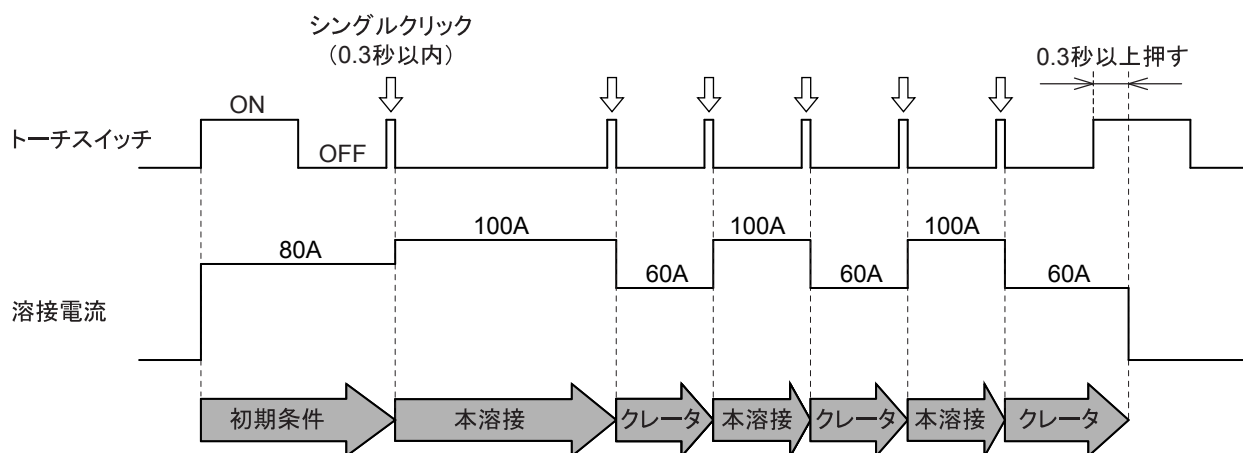 シングルクリック
（0.3秒以内）
0.3秒以上押す
ON
トーチスイッチ
OFF
100A
100A
100A
80A
60A
60A
60A
溶接電流
初期条件
本溶接
クレータ
本溶接
クレータ
本溶接
クレータ